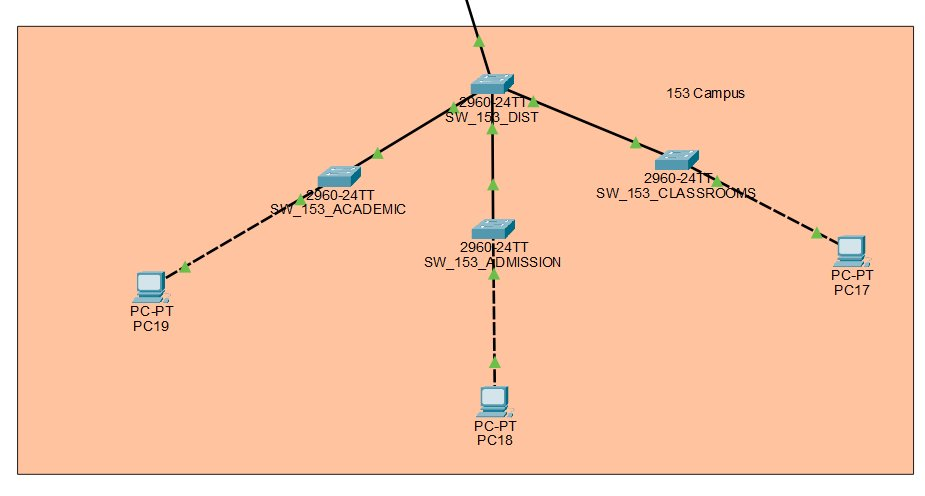 153 Campus
2960-24TT
SW_153_DIST
2960-24TT
SW_153_ACADEMIC
2960-24TT
SW_153_CLASSROOMS
2960-24TT
SW_153_ADMISSION
PC-PT
PC17
PC-PT
PC19
PC-PT
PC18